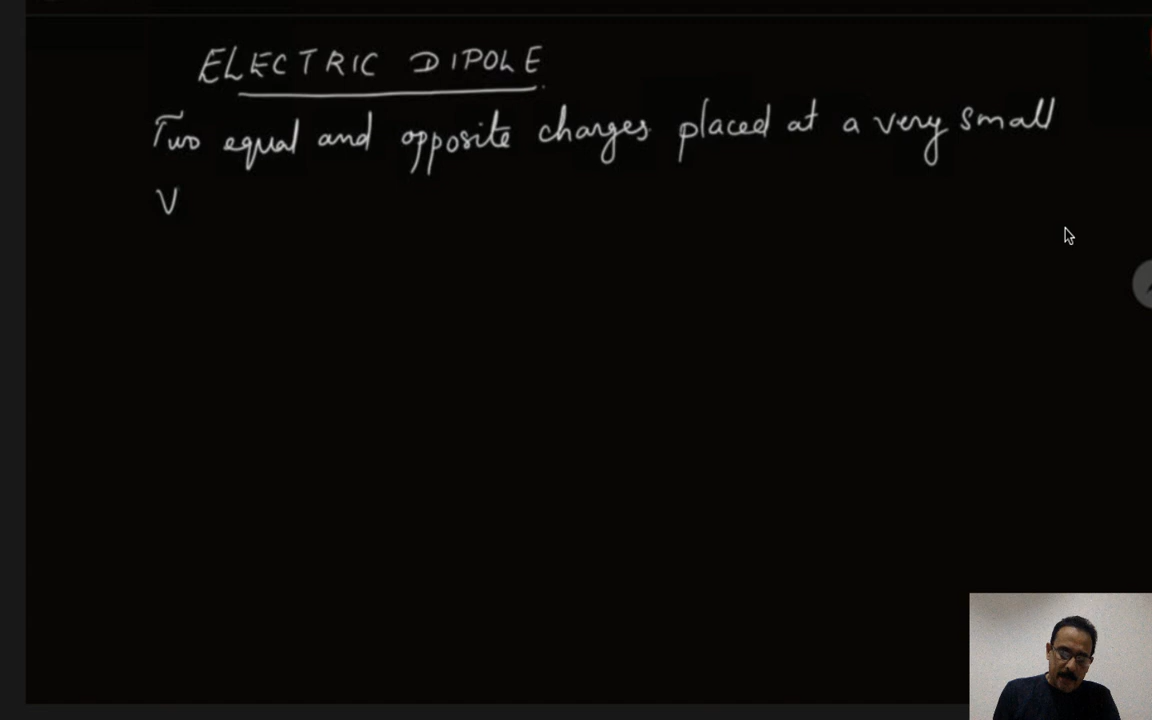 ELECTRIC DIPOLE
Two equal and opposite charges placed at a very small
V